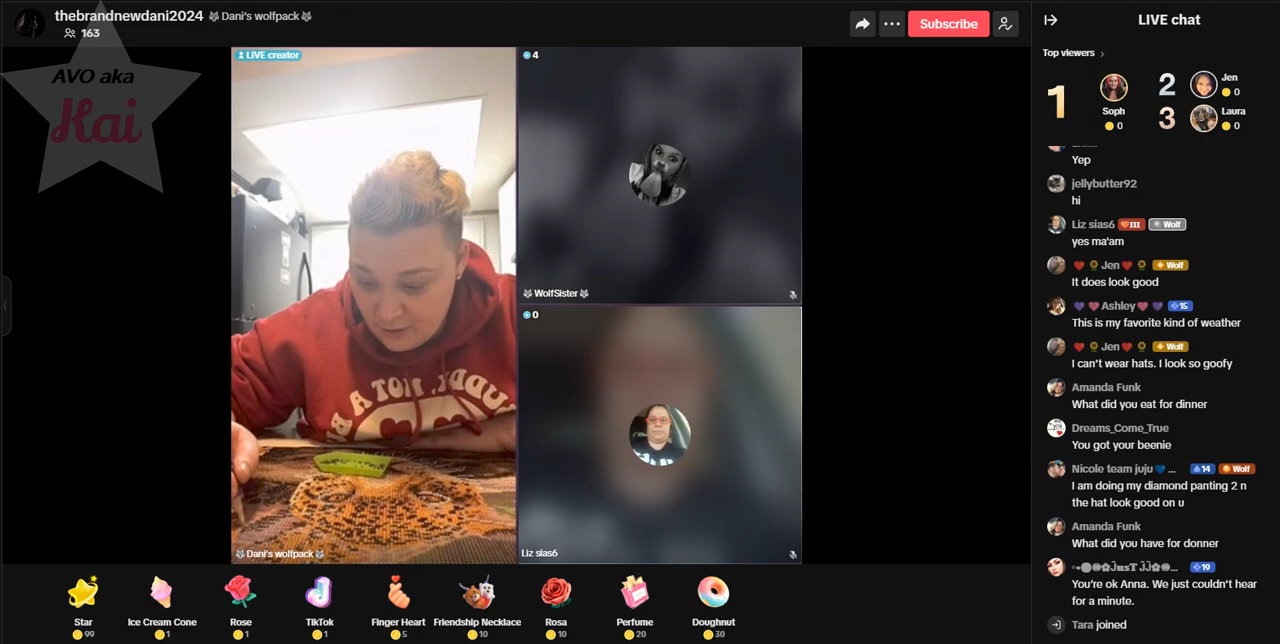 thebrandnewdani2024 🐺 Dani's wolfpack 🐺
163
Subscribe
AVO aka
Kai
LIVE creator
4
🐺 WolfSister 🐺
0
🐺 Dani's wolfpack 🐺
Liz sias6
Star
99
Ice Cream Cone
1
Rose
1
TikTok
1
Finger Heart
5
Friendship Necklace
10
Rosa
10
Perfume
20
Doughnut
30
LIVE chat
Top viewers
1
Soph
0
2
Jen
0
3
Laura
0
Yep
jellybutter92
hi
Liz sias6 III Wolf
yes ma'am
❤️ 🌻 Jen ❤️ 🌻 Wolf
It does look good
💜 🩷 Ashley 🩷 💜 15
This is my favorite kind of weather
❤️ 🌻 Jen ❤️ 🌻 Wolf
I can't wear hats. I look so goofy
Amanda Funk
What did you eat for dinner
Dreams_Come_True
You got your beenie
Nicole team juju 💙 ... 14 Wolf
I am doing my diamond panting 2 n
the hat look good on u
Amanda Funk
What did you have for donner
19
You're ok Anna. We just couldn't hear
for a minute.
Tara joined